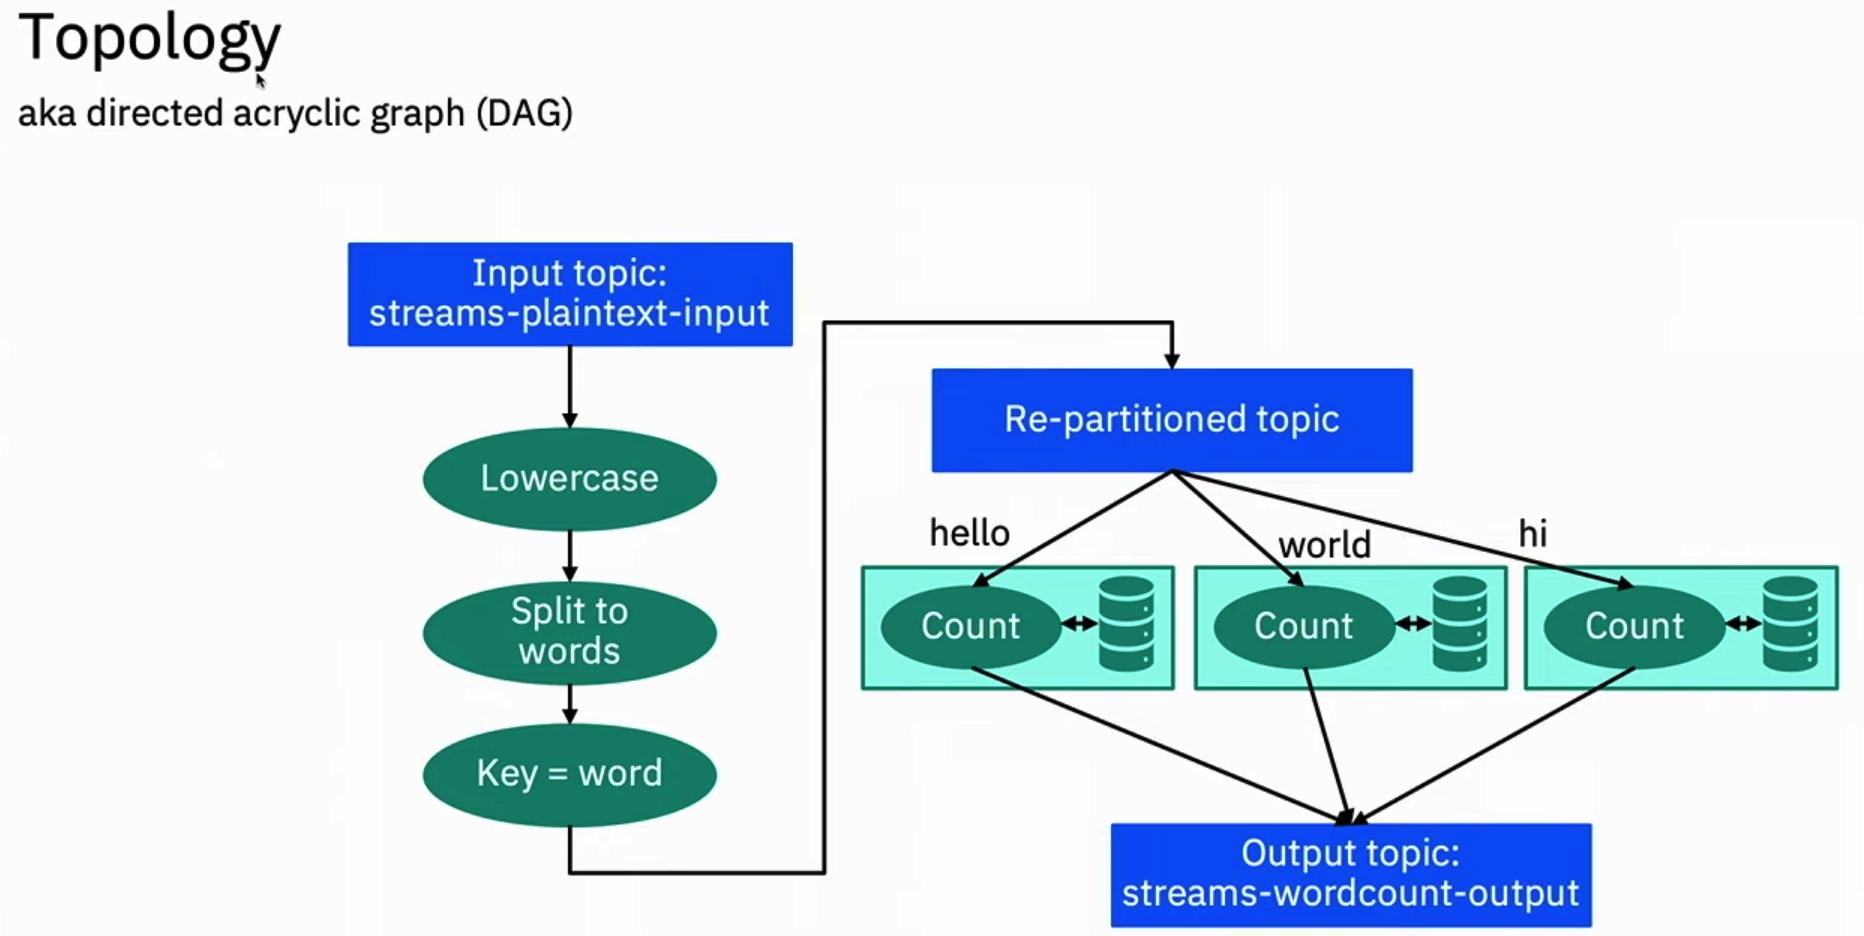 Topology
aka directed acryclic graph (DAG)
Input topic:
streams-plaintext-input
Lowercase
Split to
words
Key = word
Re-partitioned topic
hello
world
hi
Count
Count
Count
Output topic:
streams-wordcount-output